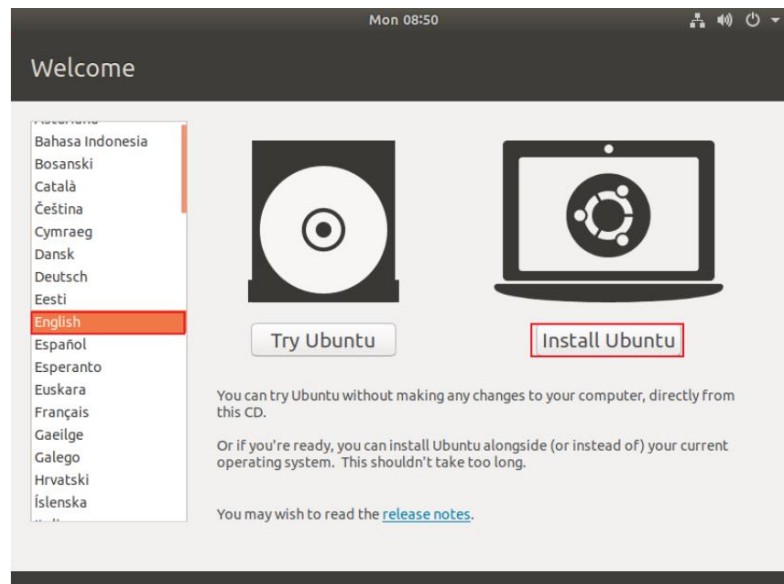 Mon 08:50
Welcome
Bahasa Indonesia
Bosanski
Català
Čeština
Cymraeg
Dansk
Deutsch
Eesti
English
Español
Esperanto
Euskara
Français
Gaeilge
Galego
Hrvatski
Íslenska
Try Ubuntu
Install Ubuntu
You can try Ubuntu without making any changes to your computer, directly from
this CD.
Or if you're ready, you can install Ubuntu alongside (or instead of) your current
operating system. This shouldn't take too long.
You may wish to read the release notes.